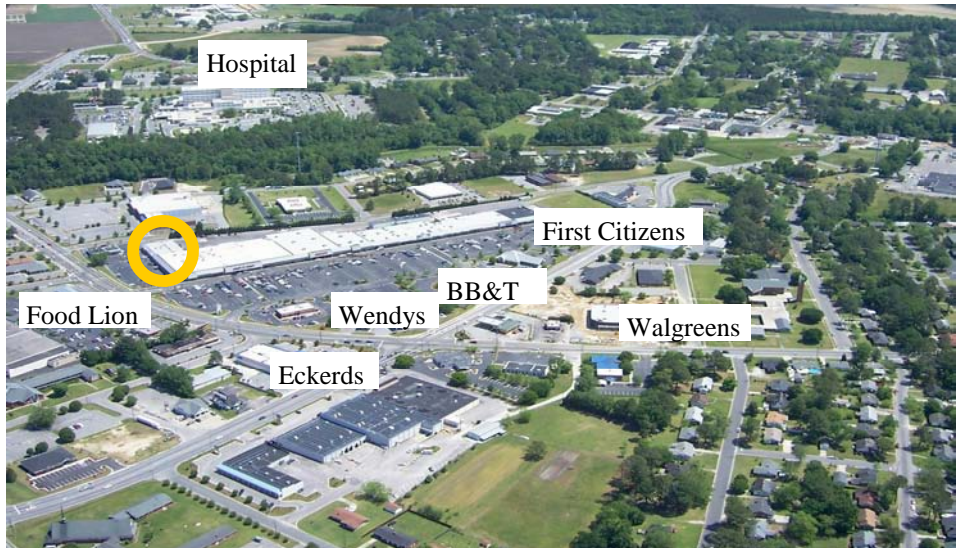 Hospital
First Citizens
BB&T
Food Lion
Wendys
Walgreens
Eckerds